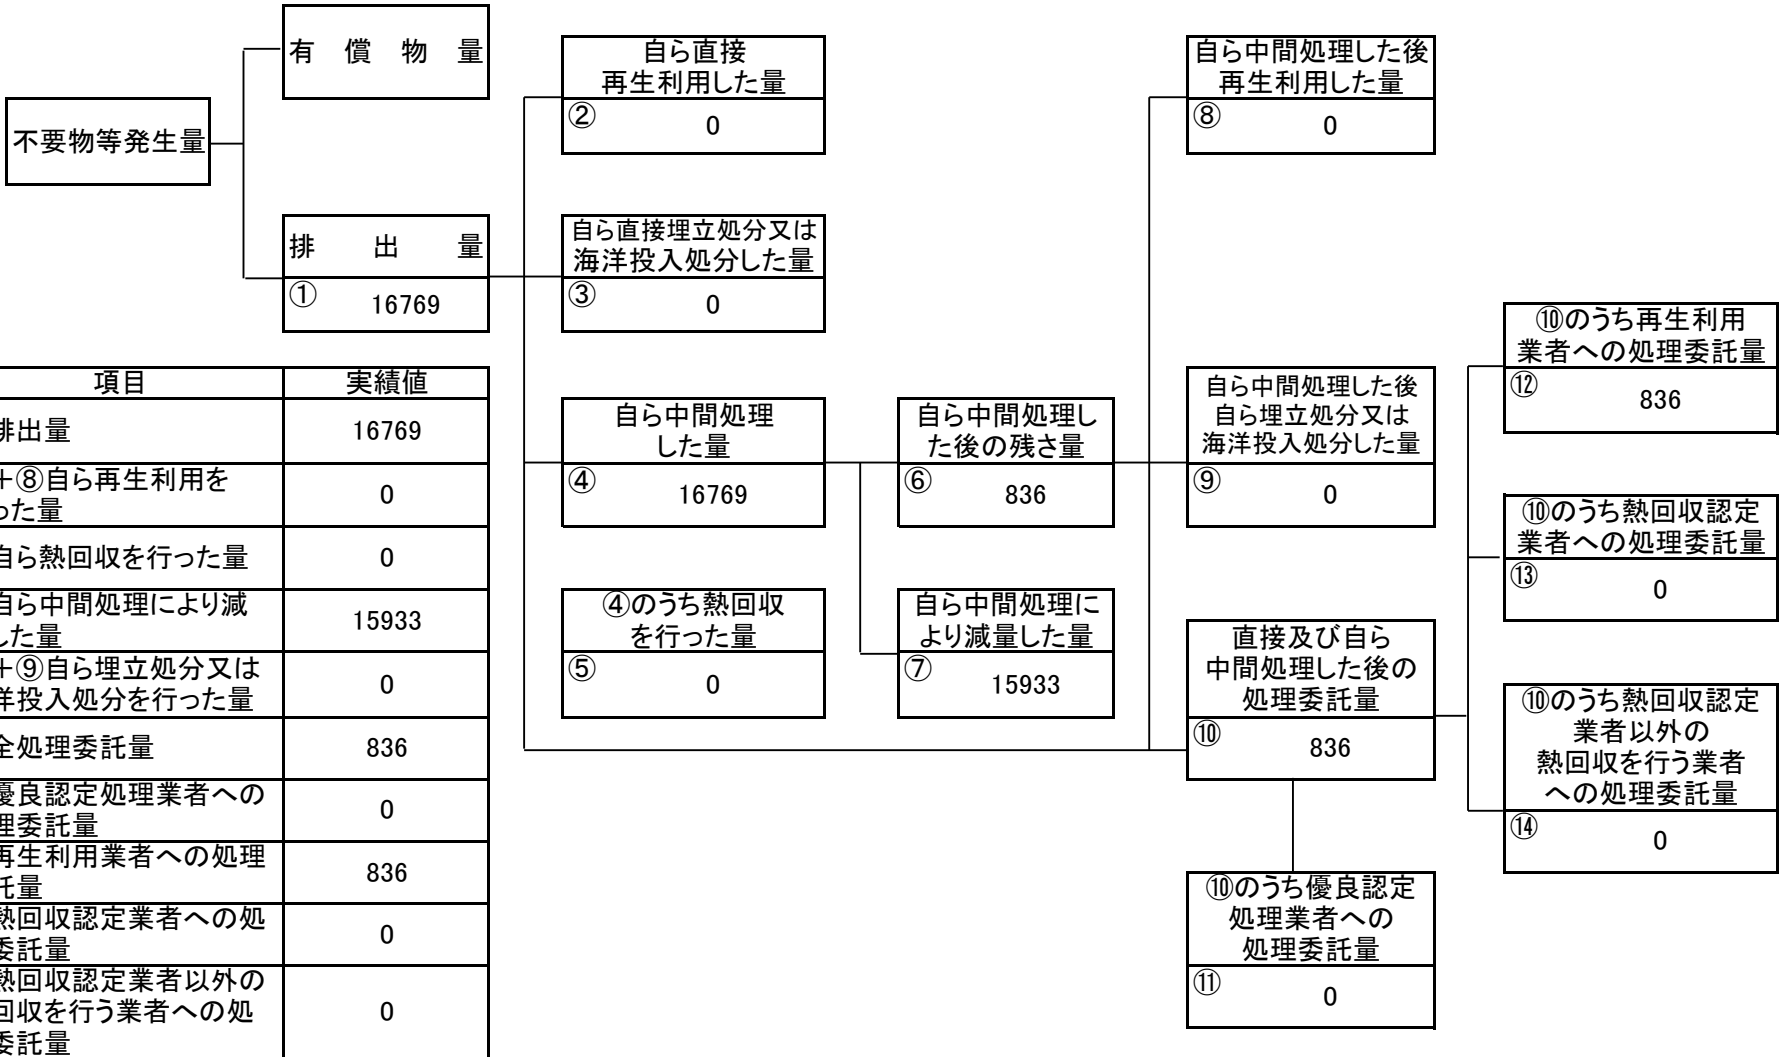 不要物等発生量
有償物量
排出量
① 16769
自ら直接
再生利用した量
② 0
自ら直接埋立処分又は
海洋投入処分した量
③ 0
自ら中間処理
した量
④ 16769
④のうち熱回収
を行った量
⑤ 0
自ら中間処理し
た後の残さ量
⑥ 836
自ら中間処理に
より減量した量
⑦ 15933
自ら中間処理した後
再生利用した量
⑧ 0
自ら中間処理した後
自ら埋立処分又は
海洋投入処分した量
⑨ 0
直接及び自ら
中間処理した後の
処理委託量
⑩ 836
⑩のうち優良認定
処理業者への
処理委託量
⑪ 0
⑩のうち再生利用
業者への処理委託量
⑫ 836
⑩のうち熱回収認定
業者への処理委託量
⑬ 0
⑩のうち熱回収認定
業者以外の
熱回収を行う業者
への処理委託量
⑭ 0
項目 実績値
排出量 16769
+⑧自ら再生利用を
った量 0
自ら熱回収を行った量 0
自ら中間処理により減
した量 15933
+⑨自ら埋立処分又は
洋投入処分を行った量 0
全処理委託量 836
優良認定処理業者への
理委託量 0
再生利用業者への処理
託量 836
熱回収認定業者への処
委託量 0
熱回収認定業者以外の
回収を行う業者への処
委託量 0